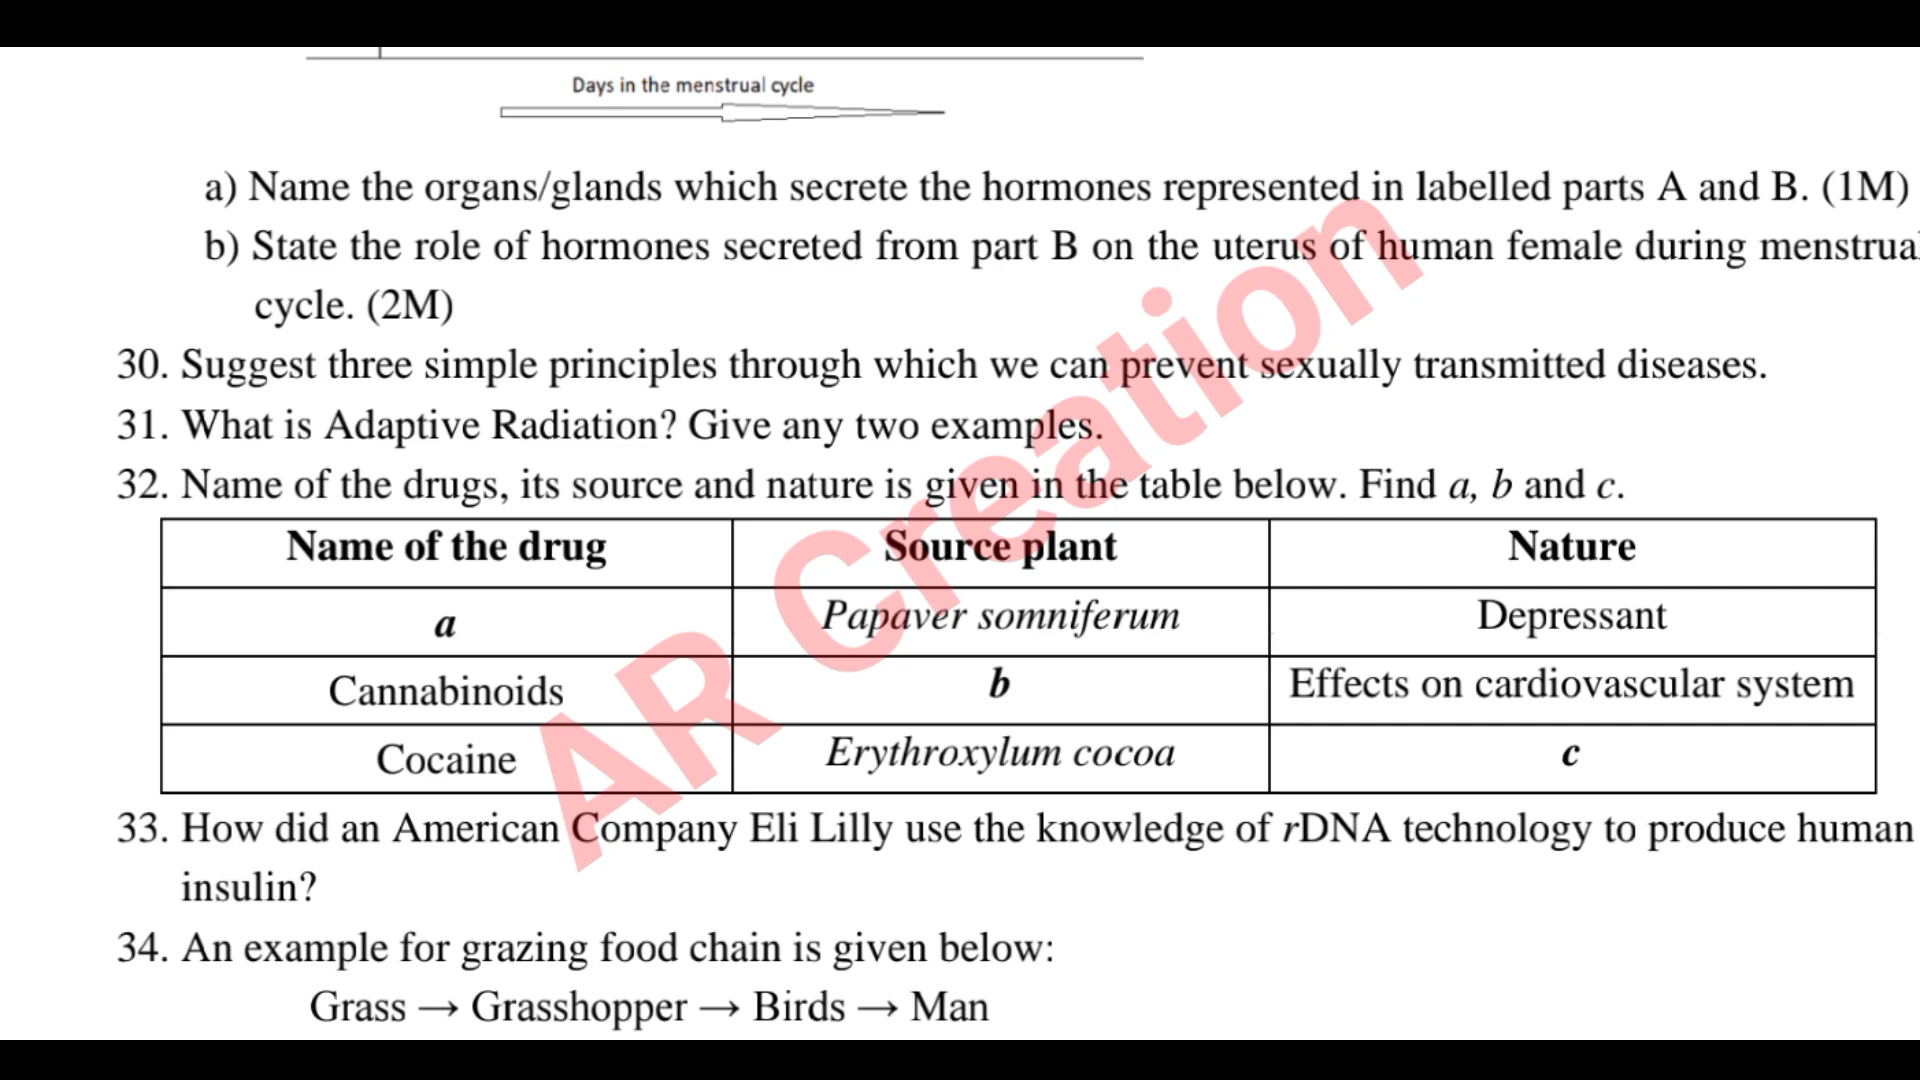 Days in the menstrual cycle
a) Name the organs/glands which secrete the hormones represented in labelled parts A and B. (1M)
b) State the role of hormones secreted from part B on the uterus of human female during menstrual
cycle. (2M)
30. Suggest three simple principles through which we can prevent sexually transmitted diseases.
31. What is Adaptive Radiation? Give any two examples.
32. Name of the drugs, its source and nature is given in the table below. Find a, b and c.
Name of the drug Source plant Nature
a Papaver somniferum Depressant
Cannabinoids b Effects on cardiovascular system
Cocaine Erythroxylum cocoa c
33. How did an American Company Eli Lilly use the knowledge of rDNA technology to produce human
insulin?
34. An example for grazing food chain is given below:
Grass → Grasshopper → Birds → Man
AR Creation